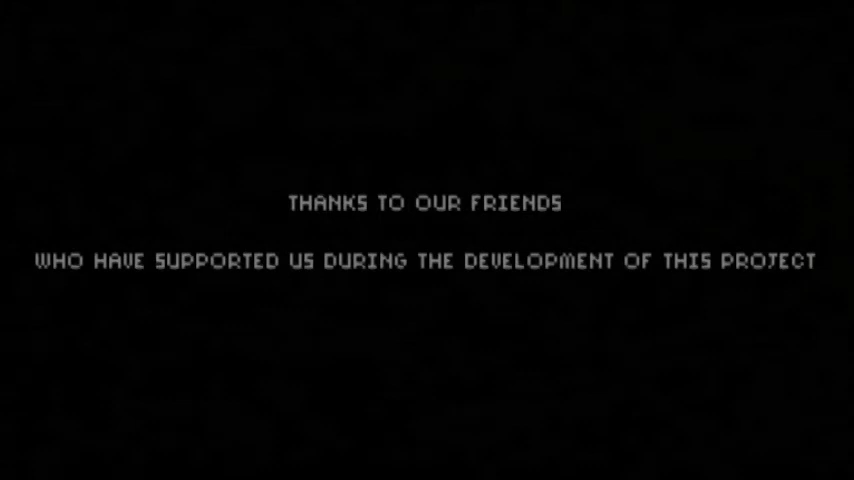 THANKS TO OUR FRIENDS
WHO HAVE SUPPORTED US DURING THE DEVELOPMENT OF THIS PROJECT